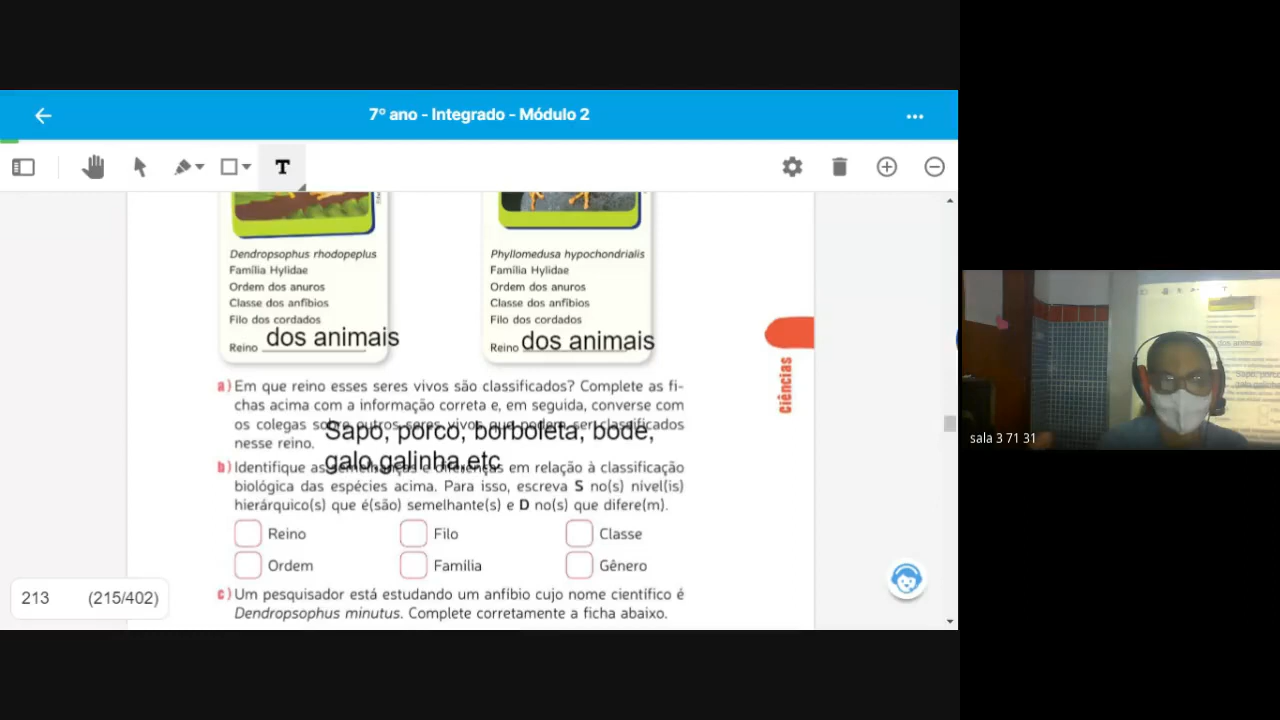 7º ano - Integrado - Módulo 2
T
Dendropsophus rhodopeplus
Família Hylidae
Ordem dos anuros
Classe dos anfíbios
Filo dos cordados
Reino dos animais
Phyllomedusa hypochondrialis
Família Hylidae
Ordem dos anuros
Classe dos anfíbios
Filo dos cordados
Reino dos animais
Ciências
a) Em que reino esses seres vivos são classificados? Complete as fi-
chas acima com a informação correta e, em seguida, converse com
os colegas sobre outros seres vivos que podem ser classificados
nesse reino.
Sapo, porco, borboleta, bode,
galo,galinha,etc
b) Identifique as semelhanças e diferenças em relação à classificação
biológica das espécies acima. Para isso, escreva S no(s) nível(is)
hierárquico(s) que é(são) semelhante(s) e D no(s) que difere(m).
Reino Filo Classe
Ordem Família Gênero
c) Um pesquisador está estudando um anfíbio cujo nome científico é
Dendropsophus minutus. Complete corretamente a ficha abaixo.
213 (215/402)
sala 3 71 31